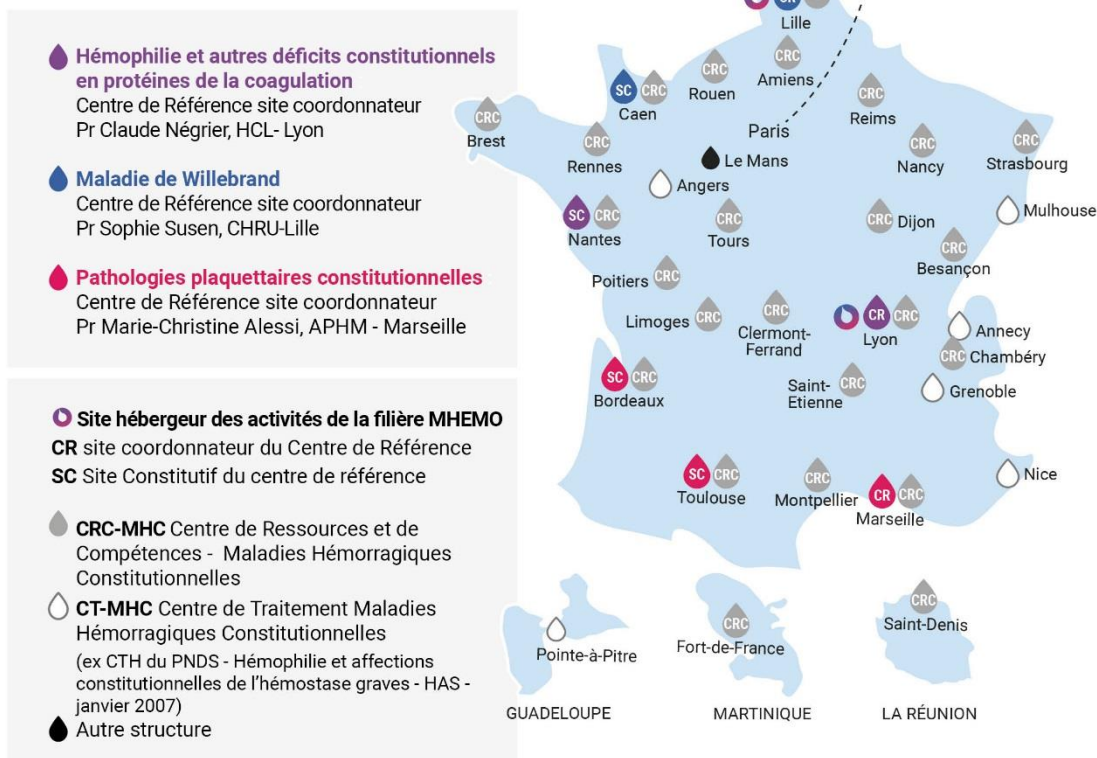 Hémophilie et autres déficits constitutionnels
en protéines de la coagulation
Centre de Référence site coordonnateur
Pr Claude Négrier, HCL- Lyon
Maladie de Willebrand
Centre de Référence site coordonnateur
Pr Sophie Susen, CHRU-Lille
Pathologies plaquettaires constitutionnelles
Centre de Référence site coordonnateur
Pr Marie-Christine Alessi, APHM - Marseille
Site hébergeur des activités de la filière MHEMO
CR site coordonnateur du Centre de Référence
SC Site Constitutif du centre de référence
CRC-MHC Centre de Ressources et de
Compétences - Maladies Hémorragiques
Constitutionnelles
CT-MHC Centre de Traitement Maladies
Hémorragiques Constitutionnelles
(ex CTH du PNDS - Hémophilie et affections
constitutionnelles de l'hémostase graves - HAS -
janvier 2007)
Autre structure
Lille
CRC
Amiens
CRC
Rouen
SC CRC
Caen
CRC
Reims
CRC
Brest
Paris
CRC
Rennes
Le Mans
CRC
Nancy
CRC
Strasbourg
Angers
Mulhouse
SC CRC
Nantes
CRC
Tours
CRC Dijon
CRC
Besançon
Poitiers CRC
Limoges CRC
CRC
Clermont-
Ferrand
CR CRC
Lyon
Annecy
CRC Chambéry
SC CRC
Bordeaux
Saint-
Etienne
CRC
Grenoble
SC CRC
Toulouse
CRC
Montpellier
CR CRC
Marseille
Nice
Pointe-à-Pitre
CRC
Fort-de-France
CRC
Saint-Denis
GUADELOUPE
MARTINIQUE
LA RÉUNION